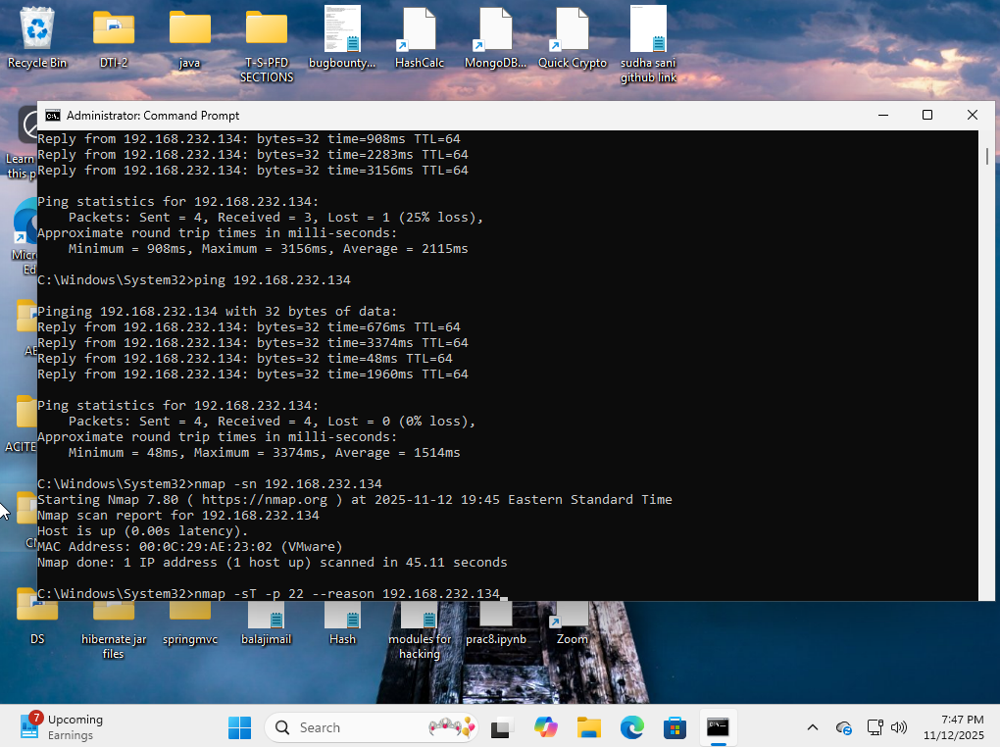 Recycle Bin
DTI-2
java
T-S-PFD
SECTIONS
bugbounty...
HashCalc
MongoDB...
Quick Crypto
sudha sani
github link
Learn
this p
Micr
Ed
ACITE
DS
Administrator: Command Prompt
Reply from 192.168.232.134: bytes=32 time=908ms TTL=64
Reply from 192.168.232.134: bytes=32 time=2283ms TTL=64
Reply from 192.168.232.134: bytes=32 time=3156ms TTL=64
Ping statistics for 192.168.232.134:
Packets: Sent = 4, Received = 3, Lost = 1 (25% loss),
Approximate round trip times in milli-seconds:
Minimum = 908ms, Maximum = 3156ms, Average = 2115ms
C:\Windows\System32>ping 192.168.232.134
Pinging 192.168.232.134 with 32 bytes of data:
Reply from 192.168.232.134: bytes=32 time=676ms TTL=64
Reply from 192.168.232.134: bytes=32 time=3374ms TTL=64
Reply from 192.168.232.134: bytes=32 time=48ms TTL=64
Reply from 192.168.232.134: bytes=32 time=1960ms TTL=64
Ping statistics for 192.168.232.134:
Packets: Sent = 4, Received = 4, Lost = 0 (0% loss),
Approximate round trip times in milli-seconds:
Minimum = 48ms, Maximum = 3374ms, Average = 1514ms
C:\Windows\System32>nmap -sn 192.168.232.134
Starting Nmap 7.80 ( https://nmap.org ) at 2025-11-12 19:45 Eastern Standard Time
Nmap scan report for 192.168.232.134
Host is up (0.00s latency).
MAC Address: 00:0C:29:AE:23:02 (VMware)
Nmap done: 1 IP address (1 host up) scanned in 45.11 seconds
C:\Windows\System32>nmap -sT -p 22 --reason 192.168.232.134
hibernate jar
files
springmvc
balajimail
Hash
modules for
hacking
prac8.ipynb
Zoom
7
Upcoming
Earnings
Search
7:47 PM
11/12/2025